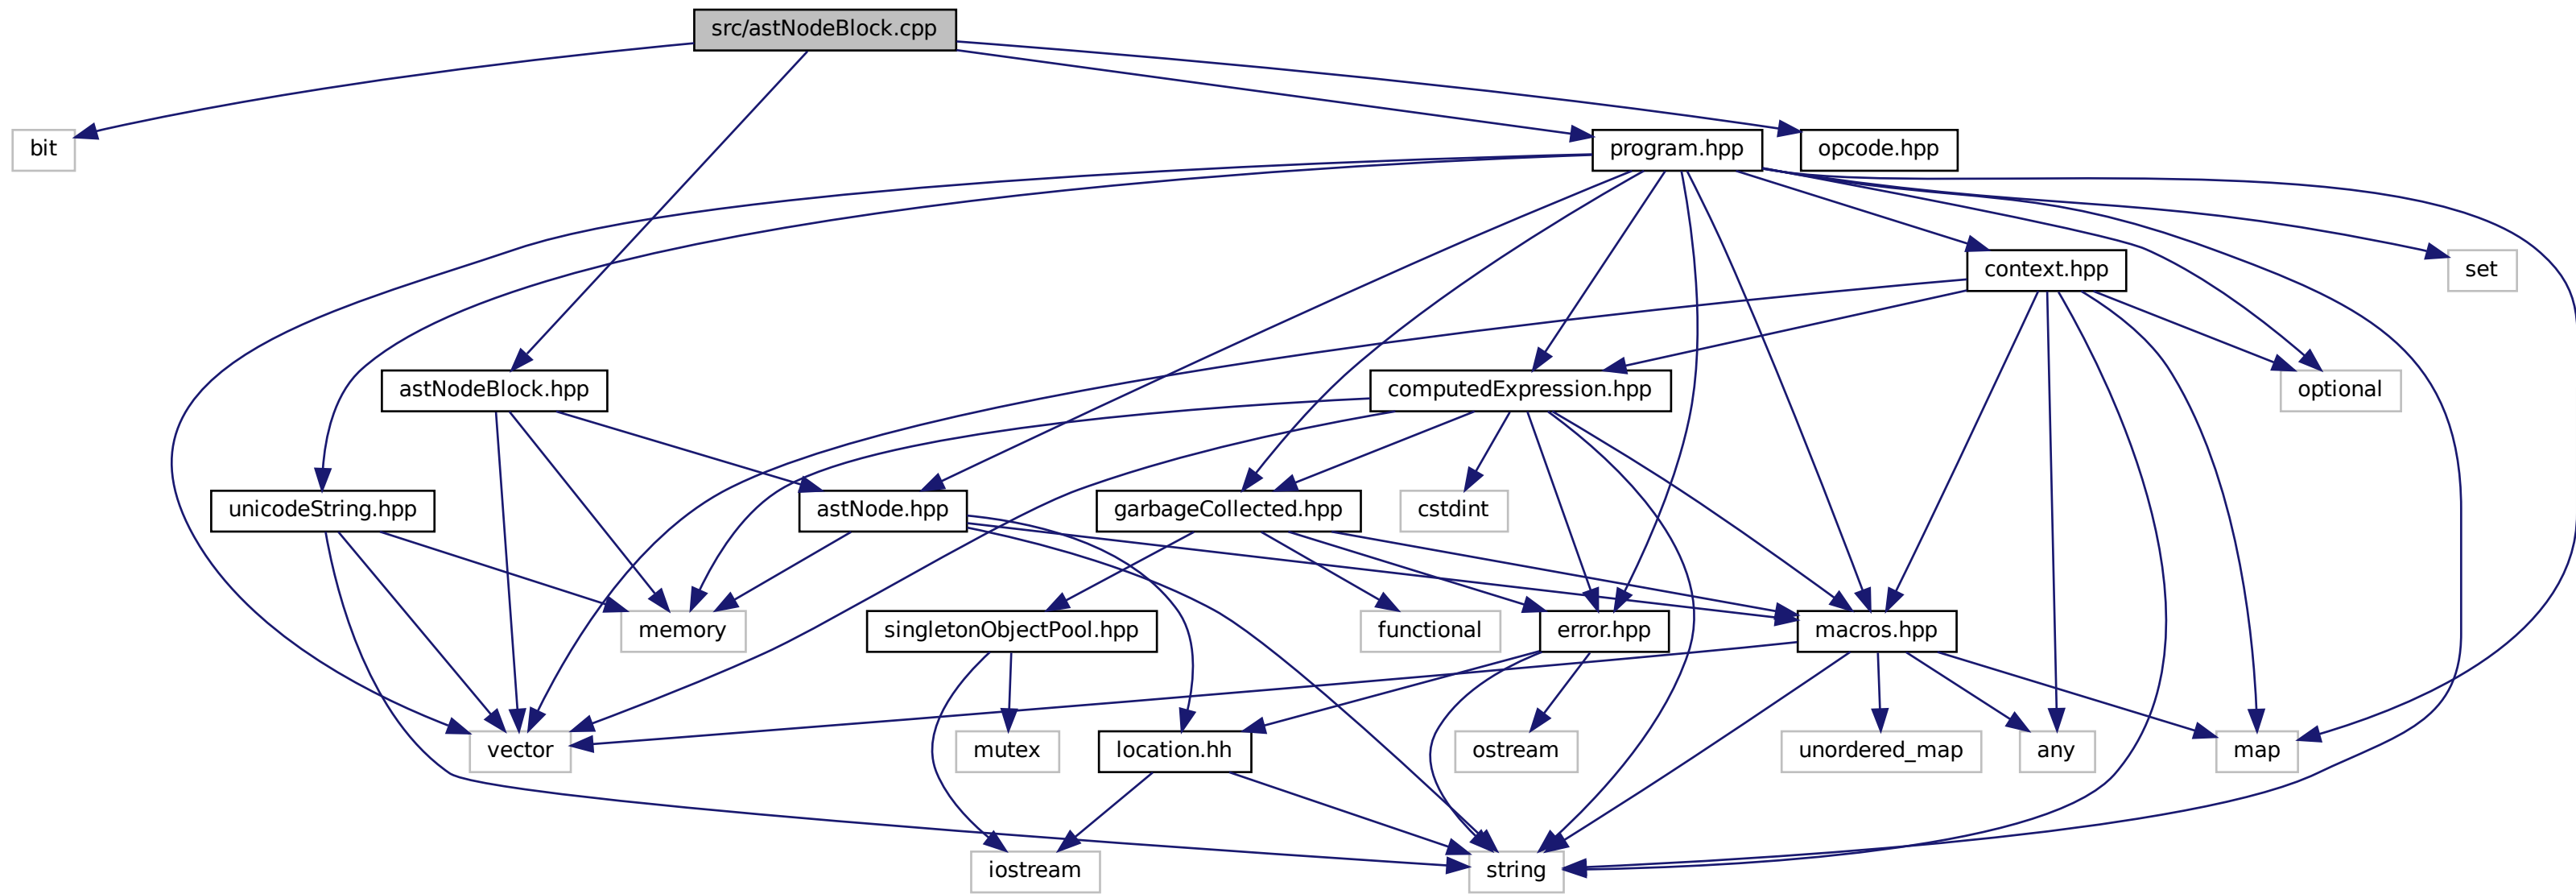 src/astNodeBlock.cpp
bit
program.hpp
opcode.hpp
context.hpp
set
astNodeBlock.hpp
computedExpression.hpp
optional
unicodeString.hpp
astNode.hpp
garbageCollected.hpp
cstdint
memory
singletonObjectPool.hpp
functional
error.hpp
macros.hpp
vector
mutex
location.hh
ostream
unordered_map
any
map
iostream
string